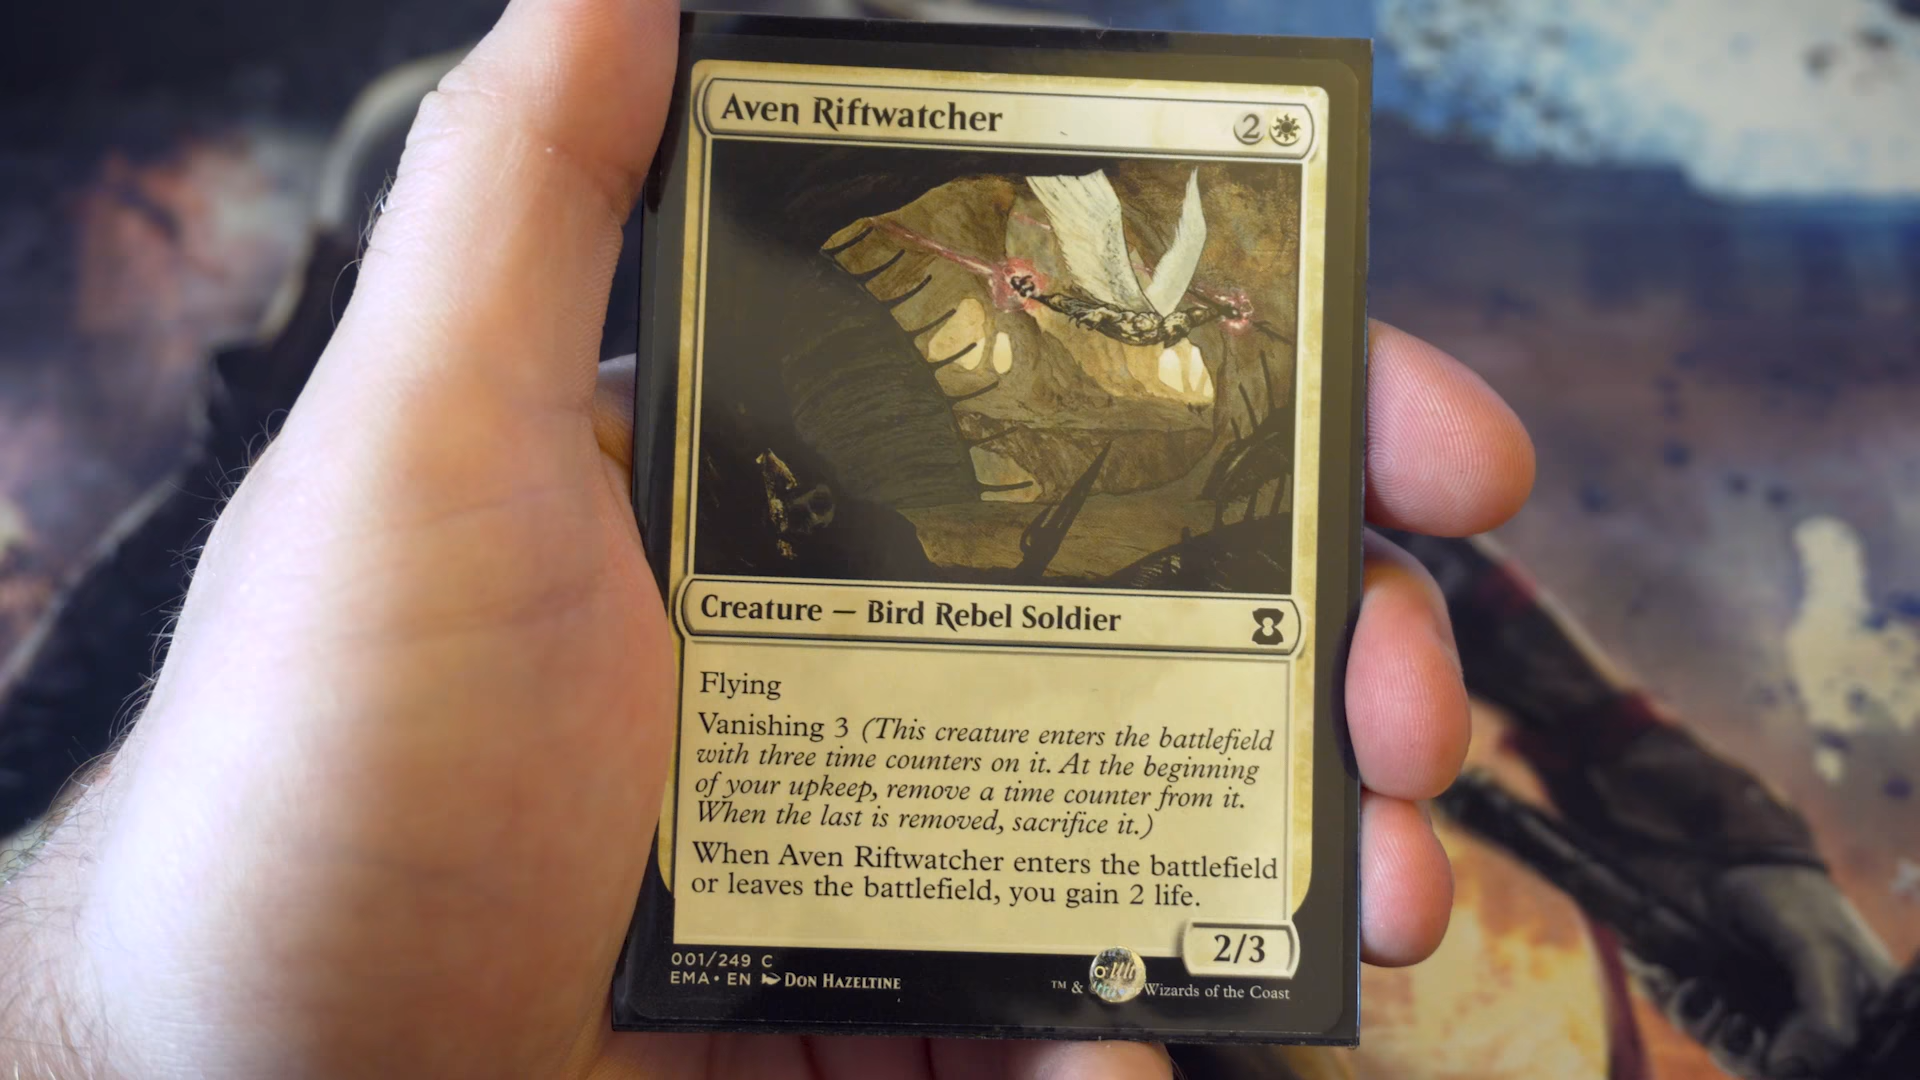 Aven Riftwatcher 2
Creature — Bird Rebel Soldier
Flying
Vanishing 3 (This creature enters the battlefield
with three time counters on it. At the beginning
of your upkeep, remove a time counter from it.
When the last is removed, sacrifice it.)
When Aven Riftwatcher enters the battlefield
or leaves the battlefield, you gain 2 life.
2/3
001/249 C
EMA • EN DON HAZELTINE
™ & Wizards of the Coast